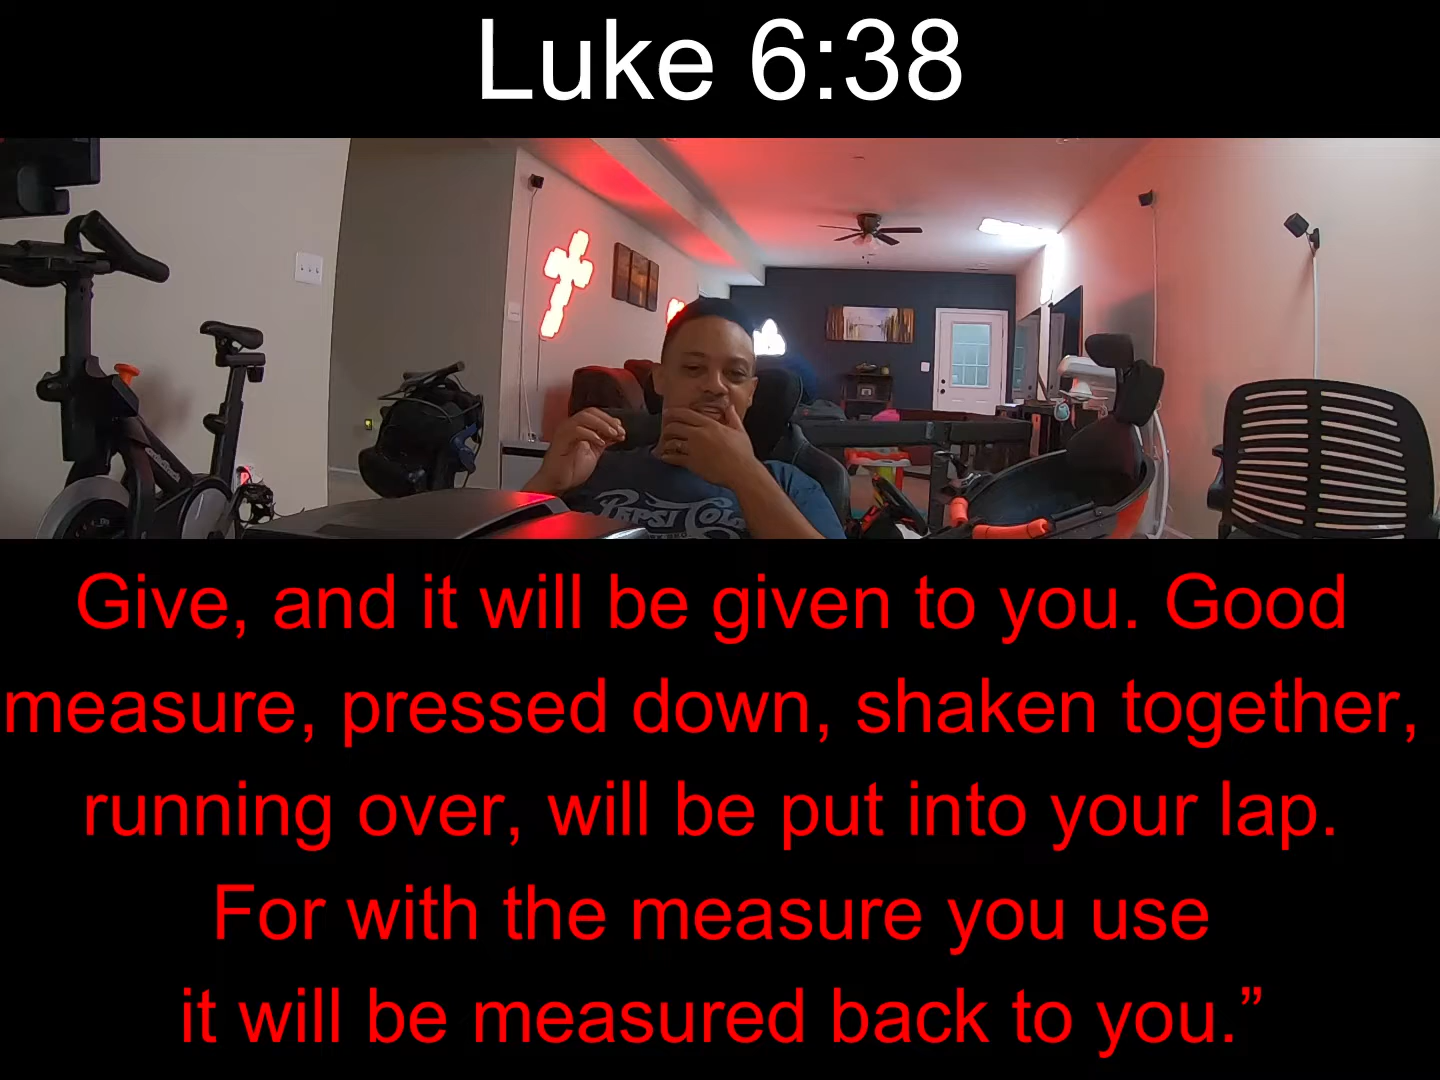 Luke 6:38
PEPSI COLA
Give, and it will be given to you. Good
measure, pressed down, shaken together,
running over, will be put into your lap.
For with the measure you use
it will be measured back to you.”